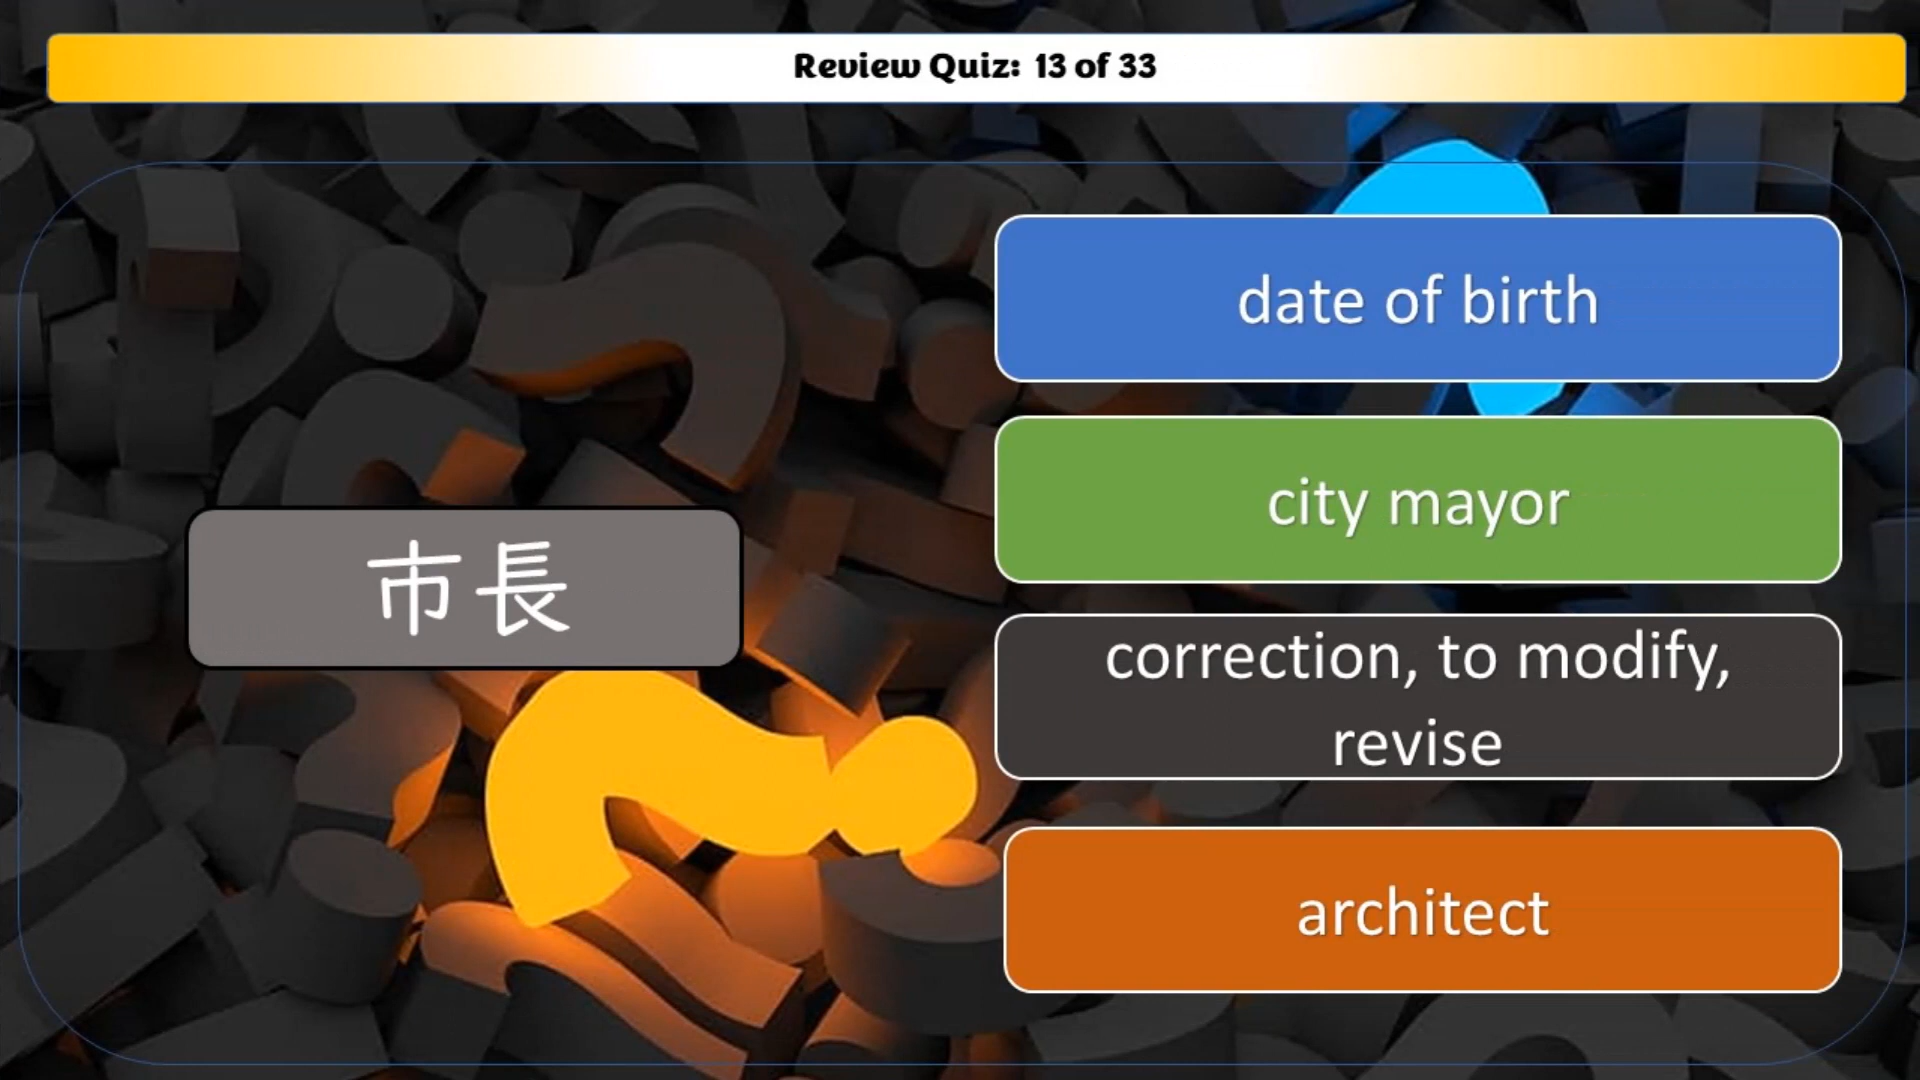 Review Quiz: 13 of 33
市長
date of birth
city mayor
correction, to modify,
revise
architect